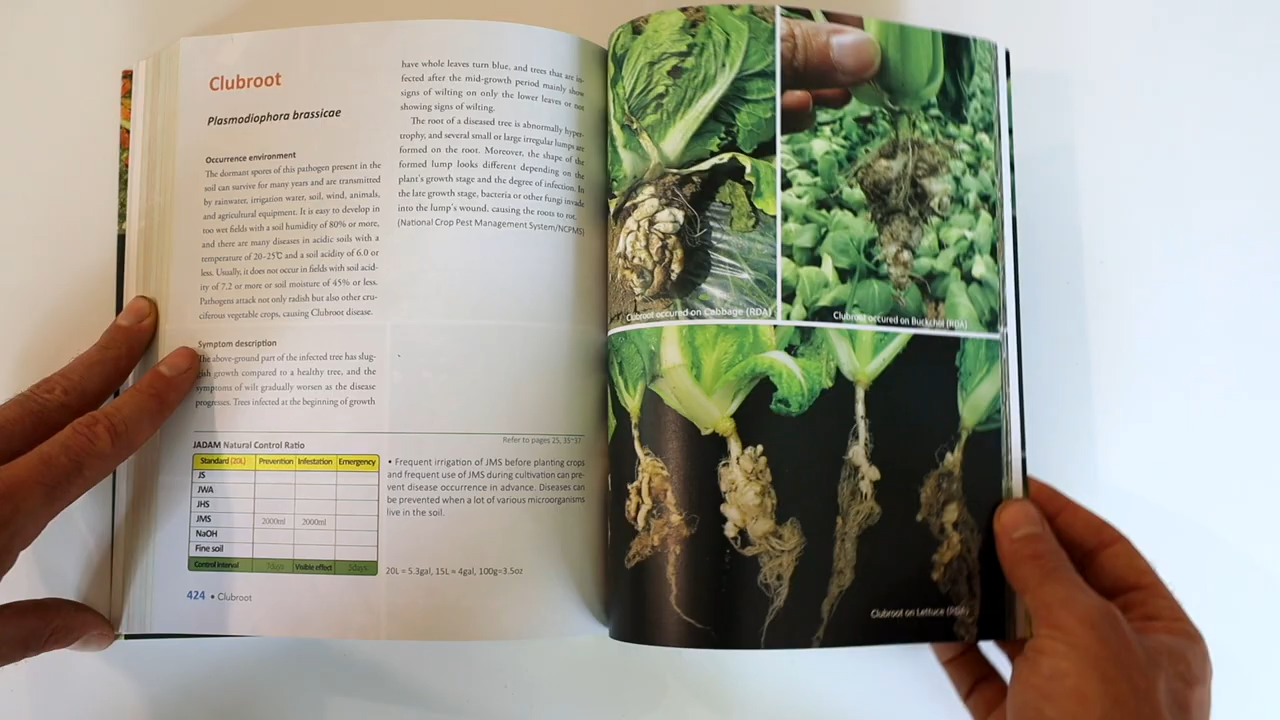 Clubroot
Plasmodiophora brassicae
Occurrence environment
The dormant spores of this pathogen present in the
soil can survive for many years and are transmitted
by rainwater, irrigation water, soil, wind, animals,
and agricultural equipment. It is easy to develop in
too wet fields with a soil humidity of 80% or more,
and there are many diseases in acidic soils with a
temperature of 20-25℃ and a soil acidity of 6.0 or
less. Usually, it does not occur in fields with soil acid-
ity of 7.2 or more or soil moisture of 45% or less.
Pathogens attack not only radish but also other cru-
ciferous vegetable crops, causing Clubroot disease.
Symptom description
The above-ground part of the infected tree has slug-
gish growth compared to a healthy tree, and the
symptoms of wilt gradually worsen as the disease
progresses. Trees infected at the beginning of growth
have whole leaves turn blue, and trees that are in-
fected after the mid-growth period mainly show
signs of wilting on only the lower leaves or not
showing signs of wilting.
The root of a diseased tree is abnormally hyper-
trophy, and several small or large irregular lumps are
formed on the root. Moreover, the shape of the
formed lump looks different depending on the
plant's growth stage and the degree of infection. In
the late growth stage, bacteria or other fungi invade
into the lump's wound, causing the roots to rot.
(National Crop Pest Management System/NCPMS)
Refer to pages 25, 35~37
JADAM Natural Control Ratio
Standard (20L) Prevention Infestation Emergency
JS
JWA
JHS
JMS 2000ml 2000ml
NaOH
Fine soil
Control interval 7days Visible effect 5days
• Frequent irrigation of JMS before planting crops
and frequent use of JMS during cultivation can pre-
vent disease occurrence in advance. Diseases can
be prevented when a lot of various microorganisms
live in the soil.
20L = 5.3gal, 15L = 4gal, 100g=3.5oz
424 • Clubroot
Clubroot occured on Cabbage (RDA)
Clubroot occured on Buckchoi (RDA)
Clubroot on Lettuce (RDA)